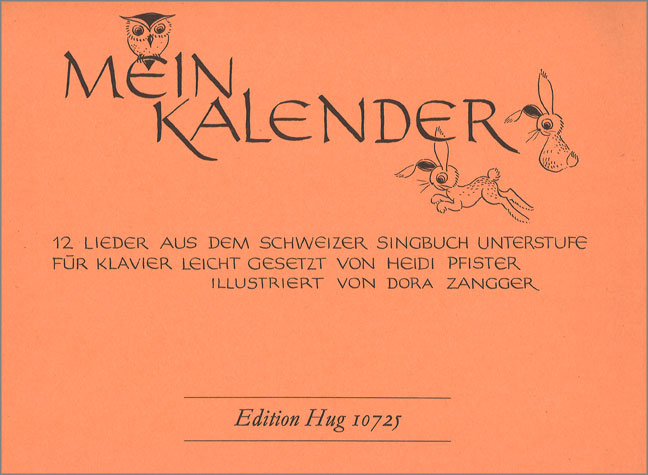 MEIN
KALENDER
12 LIEDER AUS DEM SCHWEIZER SINGBUCH UNTERSTUFE
FÜR KLAVIER LEICHT GESETZT VON HEIDI PFISTER
ILLUSTRIERT VON DORA ZANGGER
Edition Hug 10725